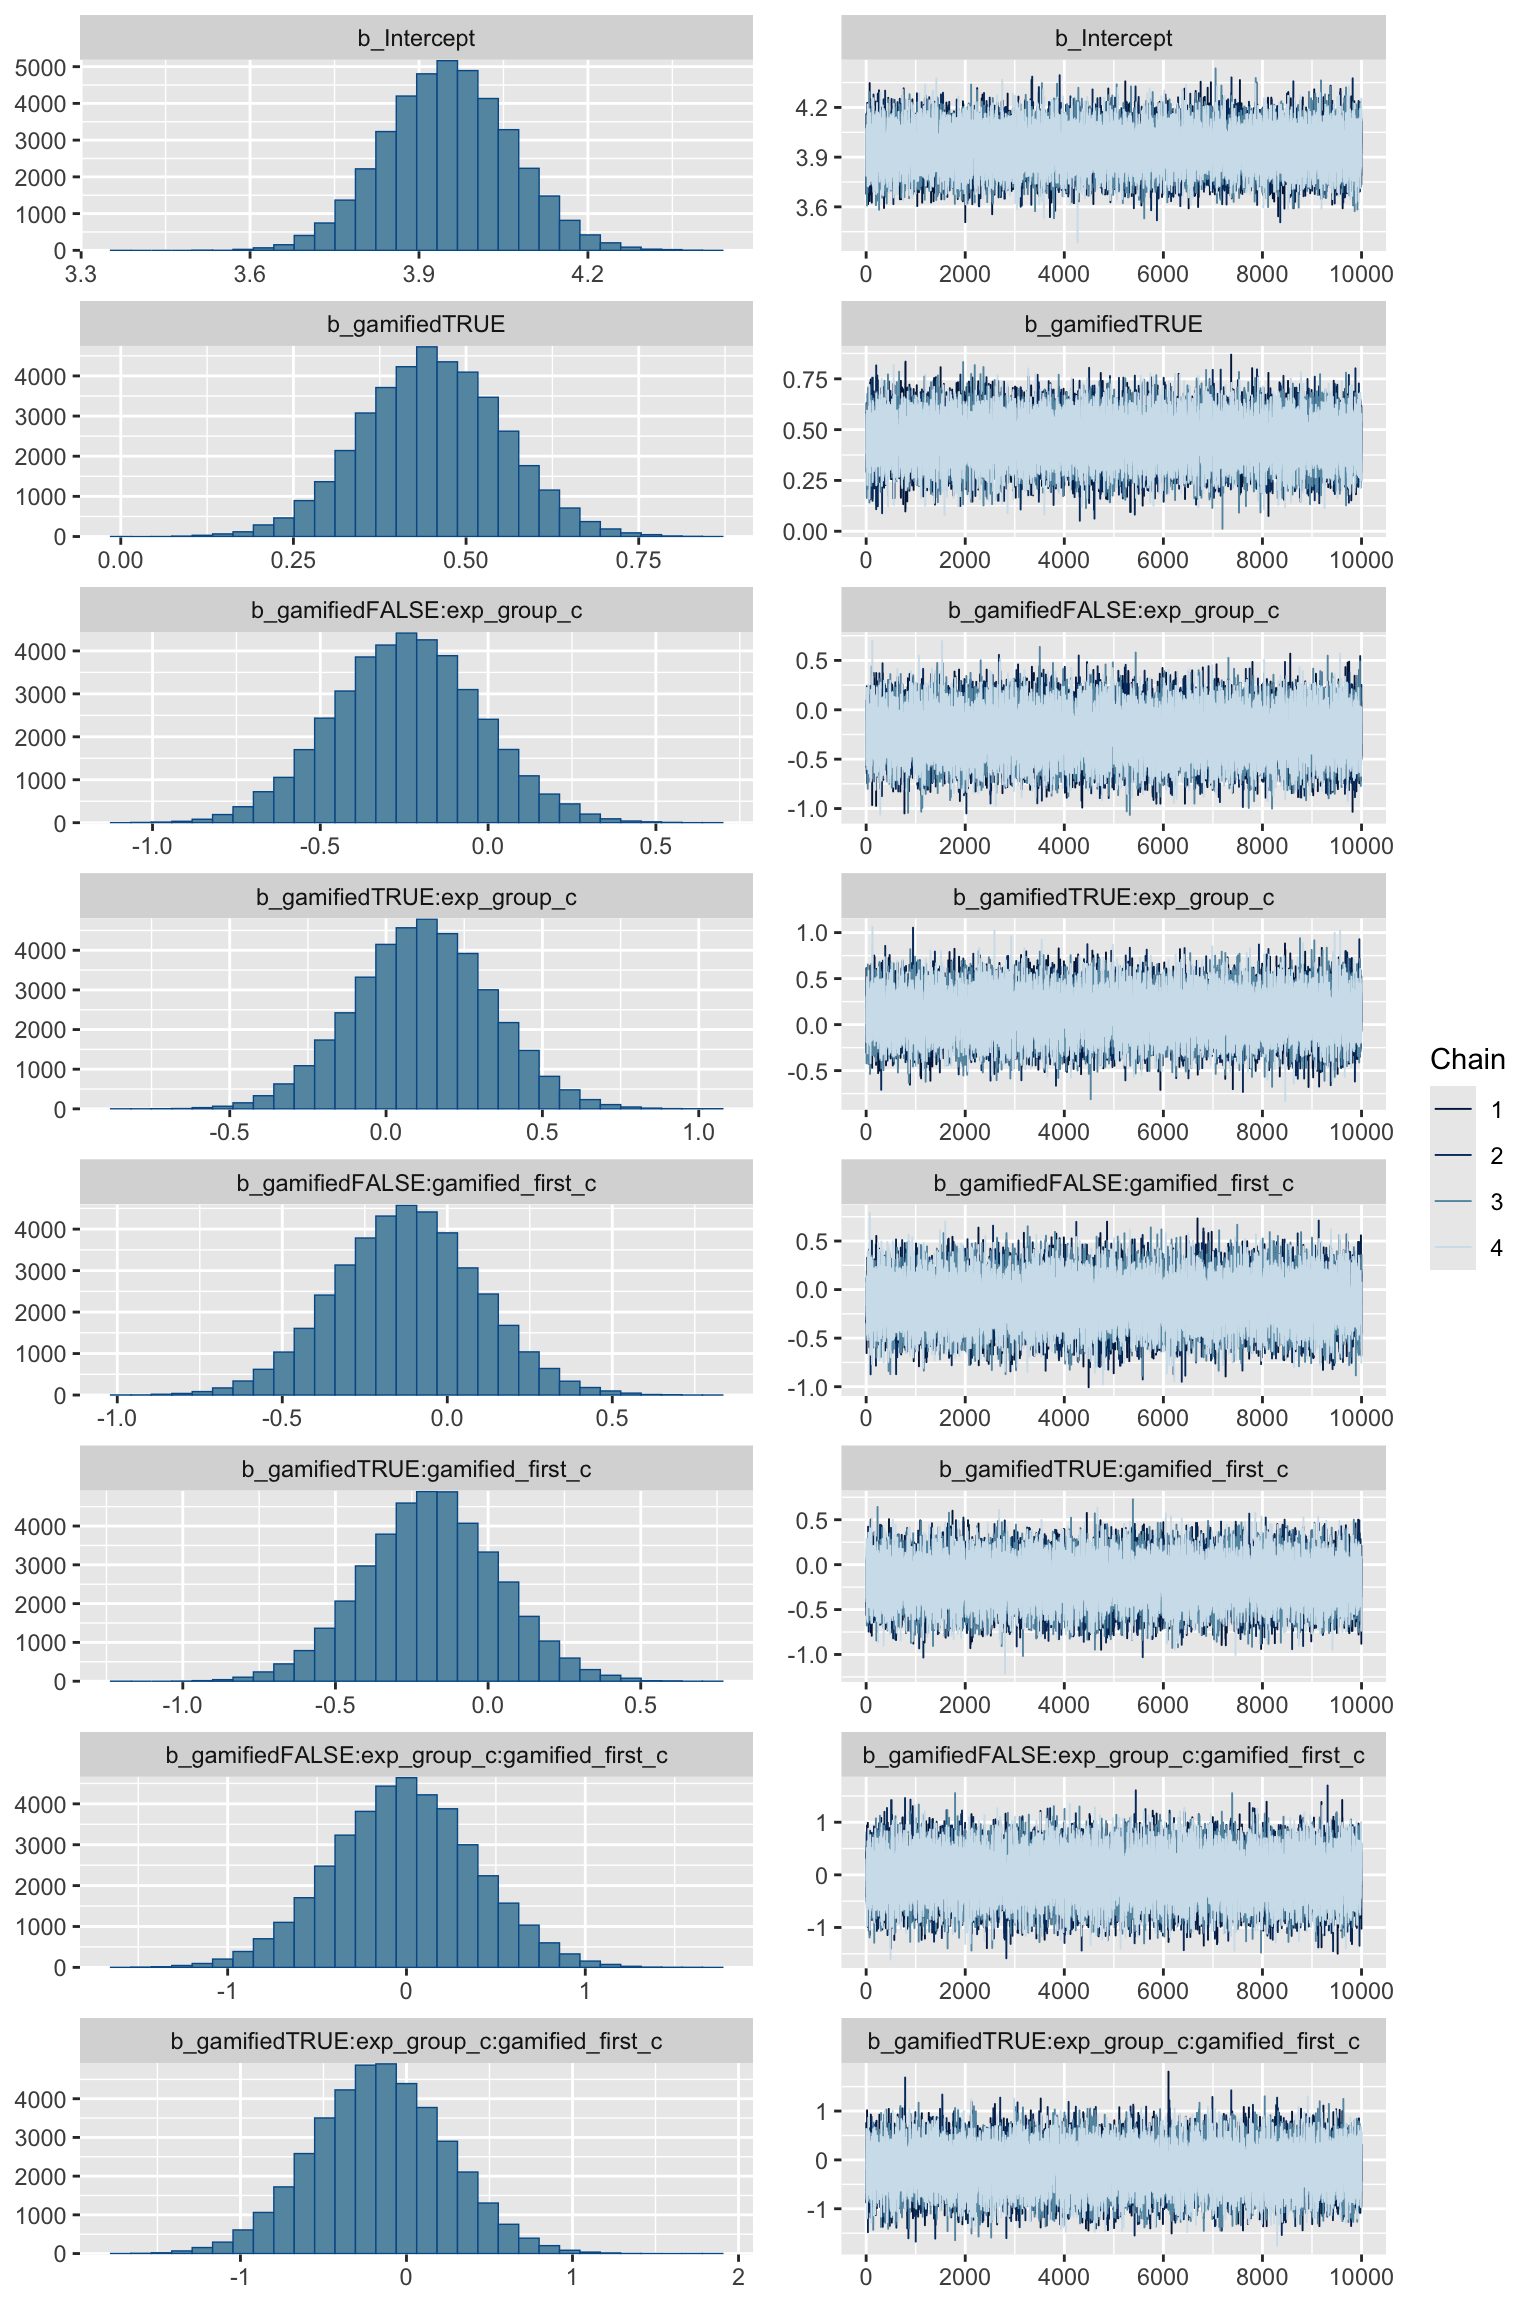 b_Intercept
5000
4000
3000
2000
1000
0
3.3 3.6 3.9 4.2
b_Intercept
4.2
3.9
3.6
0 2000 4000 6000 8000 10000
b_gamifiedTRUE
4000
3000
2000
1000
0
0.00 0.25 0.50 0.75
b_gamifiedTRUE
0.75
0.50
0.25
0.00
0 2000 4000 6000 8000 10000
b_gamifiedFALSE:exp_group_c
4000
3000
2000
1000
0
-1.0 -0.5 0.0 0.5
b_gamifiedFALSE:exp_group_c
0.5
0.0
-0.5
-1.0
0 2000 4000 6000 8000 10000
b_gamifiedTRUE:exp_group_c
4000
3000
2000
1000
0
-0.5 0.0 0.5 1.0
b_gamifiedTRUE:exp_group_c
1.0
0.5
0.0
-0.5
0 2000 4000 6000 8000 10000
b_gamifiedFALSE:gamified_first_c
4000
3000
2000
1000
0
-1.0 -0.5 0.0 0.5
b_gamifiedFALSE:gamified_first_c
0.5
0.0
-0.5
-1.0
0 2000 4000 6000 8000 10000
b_gamifiedTRUE:gamified_first_c
4000
3000
2000
1000
0
-1.0 -0.5 0.0 0.5
b_gamifiedTRUE:gamified_first_c
0.5
0.0
-0.5
-1.0
0 2000 4000 6000 8000 10000
b_gamifiedFALSE:exp_group_c:gamified_first_c
4000
3000
2000
1000
0
-1 0 1
b_gamifiedFALSE:exp_group_c:gamified_first_c
1
0
-1
0 2000 4000 6000 8000 10000
b_gamifiedTRUE:exp_group_c:gamified_first_c
4000
3000
2000
1000
0
-1 0 1 2
b_gamifiedTRUE:exp_group_c:gamified_first_c
1
0
-1
0 2000 4000 6000 8000 10000
Chain
1
2
3
4